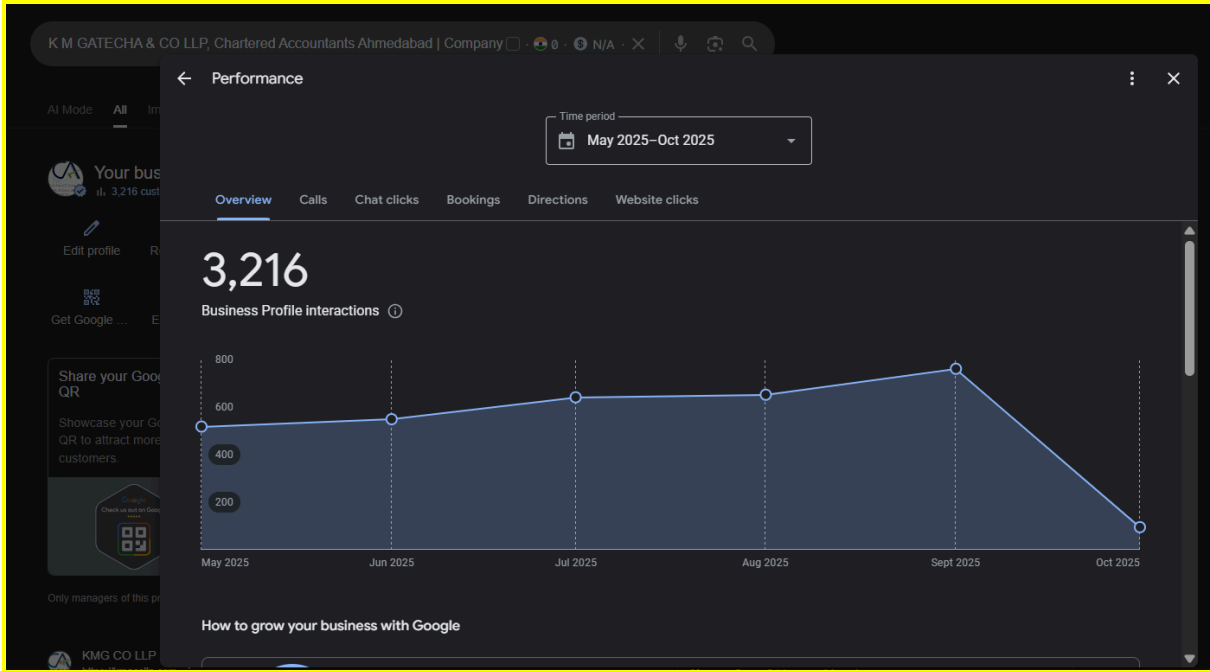 K M GATECHA & CO LLP, Chartered Accountants Ahmedabad | Company · 0 · N/A ·
Performance
Time period
May 2025–Oct 2025
AI Mode All Im
Your bus
3,216 cust
Edit profile R
Get Google ... E
Share your Goog
QR
Showcase your Go
QR to attract more
customers.
Google
Check us out on Goog
Only managers of this pr
KMG CO LLP
Overview Calls Chat clicks Bookings Directions Website clicks
3,216
Business Profile interactions
800
600
400
200
May 2025 Jun 2025 Jul 2025 Aug 2025 Sept 2025 Oct 2025
How to grow your business with Google